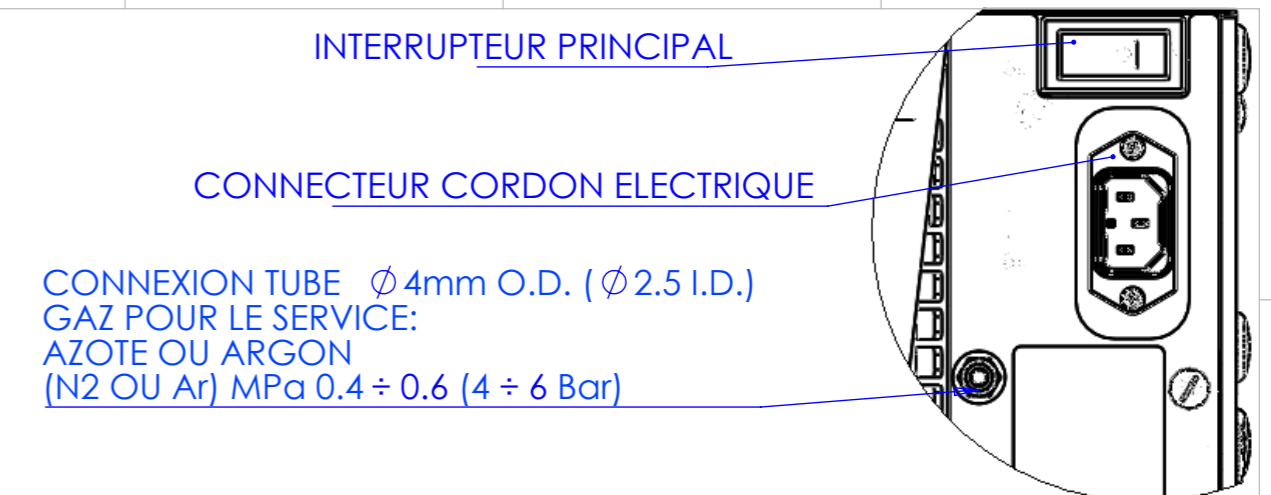 INTERRUPTEUR PRINCIPAL
CONNECTEUR CORDON ELECTRIQUE
CONNEXION TUBE ∅4mm O.D. (∅2.5 I.D.)
GAZ POUR LE SERVICE:
AZOTE OU ARGON
(N2 OU Ar) MPa 0.4 ÷ 0.6 (4 ÷ 6 Bar)